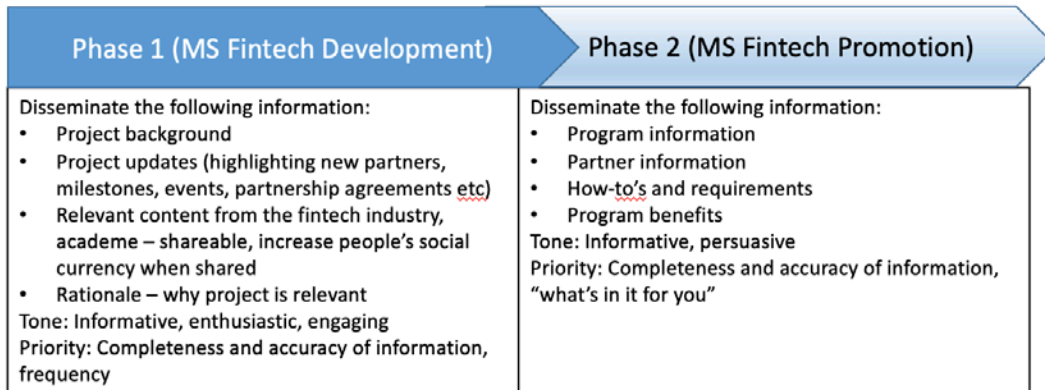 Phase 1 (MS Fintech Development)
Phase 2 (MS Fintech Promotion)
Disseminate the following information:
• Project background
• Project updates (highlighting new partners,
milestones, events, partnership agreements etc)
• Relevant content from the fintech industry,
academe – shareable, increase people's social
currency when shared
• Rationale – why project is relevant
Tone: Informative, enthusiastic, engaging
Priority: Completeness and accuracy of information,
frequency
Disseminate the following information:
• Program information
• Partner information
• How-to's and requirements
• Program benefits
Tone: Informative, persuasive
Priority: Completeness and accuracy of information,
"what's in it for you"